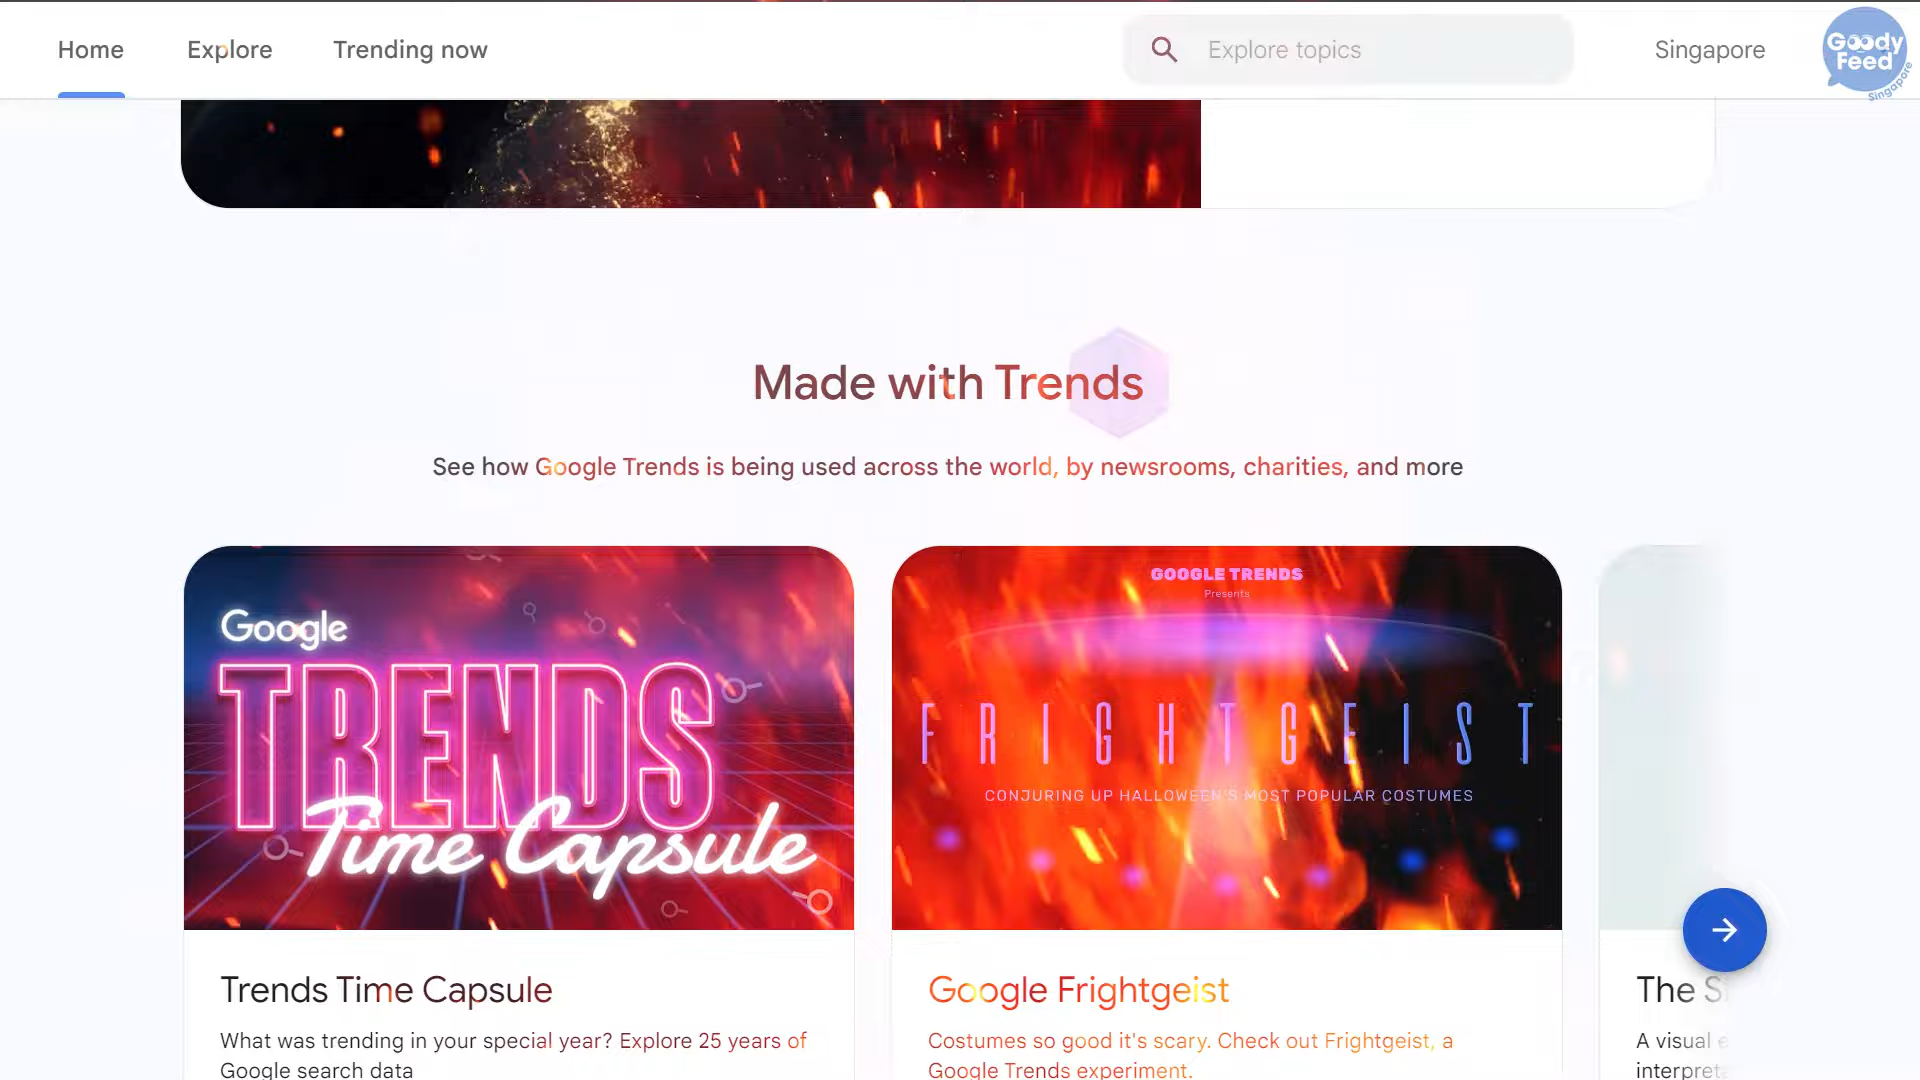 Home Explore Trending now Explore topics Singapore
Goody
Feed
Singapore
Made with Trends
See how Google Trends is being used across the world, by newsrooms, charities, and more
Google
TRENDS
Time Capsule
GOOGLE TRENDS
Presents
FRIGHTGEIST
CONJURING UP HALLOWEEN'S MOST POPULAR COSTUMES
Trends Time Capsule
What was trending in your special year? Explore 25 years of
Google search data
Google Frightgeist
Costumes so good it's scary. Check out Frightgeist, a
Google Trends experiment.
The
A visual